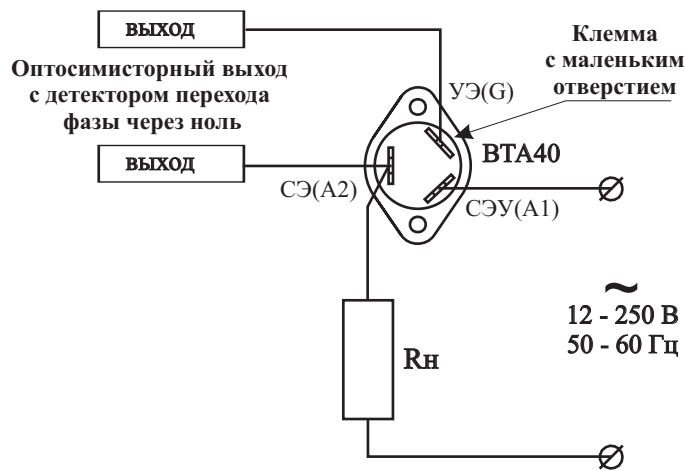 выход
Оптосимисторный выход
с детектором перехода
фазы через ноль
выход
Клемма
с маленьким
отверстием
УЭ(G)
BTA40
СЭ(А2)
СЭУ(А1)
~
12 - 250 В
50 - 60 Гц
Rн